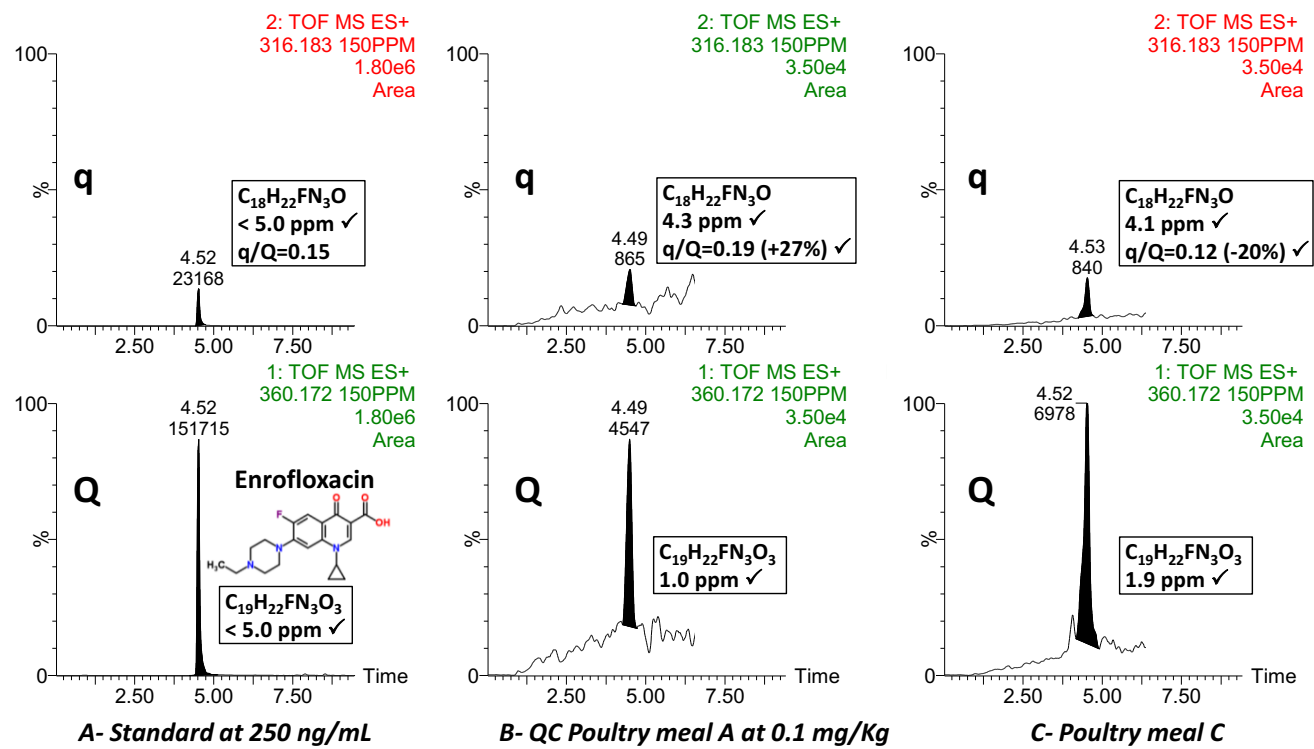 2: TOF MS ES+
316.183 150PPM
1.80e6
Area
100
%
0
q
C₁₈H₂₂FN₃O
< 5.0 ppm ✓
q/Q=0.15
4.52
23168
2.50 5.00 7.50
2: TOF MS ES+
316.183 150PPM
3.50e4
Area
100
%
0
q
C₁₈H₂₂FN₃O
4.3 ppm ✓
q/Q=0.19 (+27%) ✓
4.49
865
2.50 5.00 7.50
2: TOF MS ES+
316.183 150PPM
3.50e4
Area
100
%
0
q
C₁₈H₂₂FN₃O
4.1 ppm ✓
q/Q=0.12 (-20%) ✓
4.53
840
2.50 5.00 7.50
1: TOF MS ES+
360.172 150PPM
1.80e6
Area
100
%
0
4.52
151715
Q
Enrofloxacin
F
O
O
OH
N
N
N
H₃C
C₁₉H₂₂FN₃O₃
< 5.0 ppm ✓
Time
2.50 5.00 7.50
A- Standard at 250 ng/mL
1: TOF MS ES+
360.172 150PPM
3.50e4
Area
100
%
0
4.49
4547
Q
C₁₉H₂₂FN₃O₃
1.0 ppm ✓
Time
2.50 5.00 7.50
B- QC Poultry meal A at 0.1 mg/Kg
1: TOF MS ES+
360.172 150PPM
3.50e4
Area
100
%
0
4.52
6978
Q
C₁₉H₂₂FN₃O₃
1.9 ppm ✓
Time
2.50 5.00 7.50
C- Poultry meal C